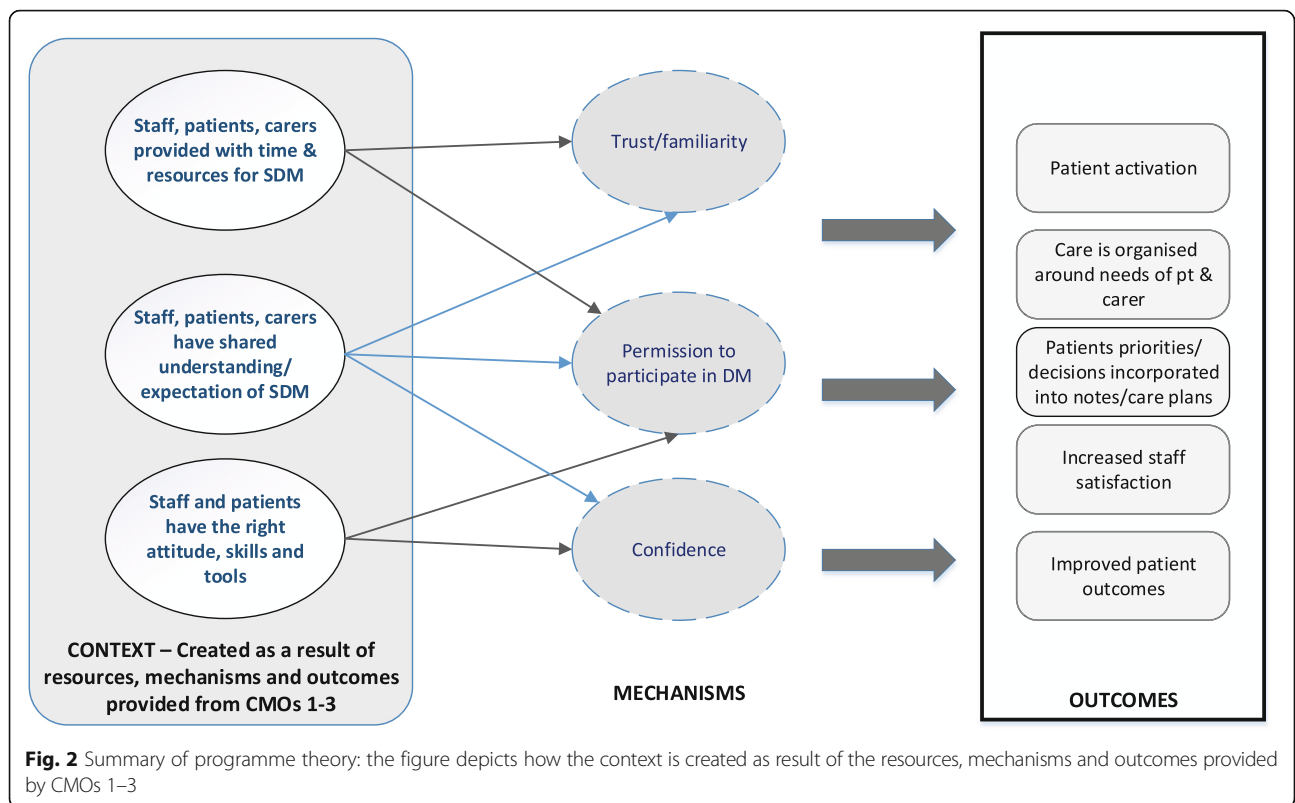 Staff, patients, carers
provided with time &
resources for SDM
Staff, patients, carers
have shared
understanding/
expectation of SDM
Staff and patients
have the right
attitude, skills and
tools
CONTEXT – Created as a result of
resources, mechanisms and outcomes
provided from CMOs 1-3
Trust/familiarity
Permission to
participate in DM
Confidence
MECHANISMS
Patient activation
Care is organised
around needs of pt &
carer
Patients priorities/
decisions incorporated
into notes/care plans
Increased staff
satisfaction
Improved patient
outcomes
OUTCOMES
Fig. 2 Summary of programme theory: the figure depicts how the context is created as result of the resources, mechanisms and outcomes provided
by CMOs 1–3